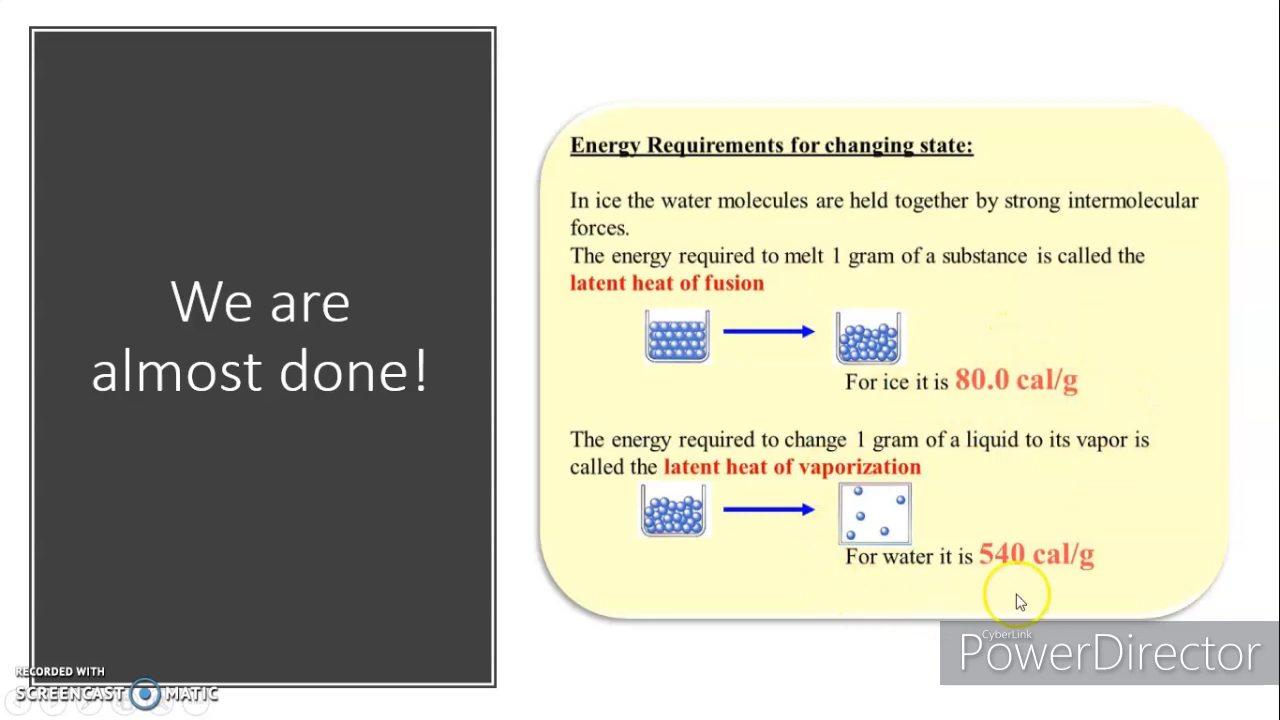 We are
almost done!
Energy Requirements for changing state:
In ice the water molecules are held together by strong intermolecular
forces.
The energy required to melt 1 gram of a substance is called the
latent heat of fusion
For ice it is 80.0 cal/g
The energy required to change 1 gram of a liquid to its vapor is
called the latent heat of vaporization
For water it is 540 cal/g
CyberLink
PowerDirector
RECORDED WITH
SCREENCAST MATIC